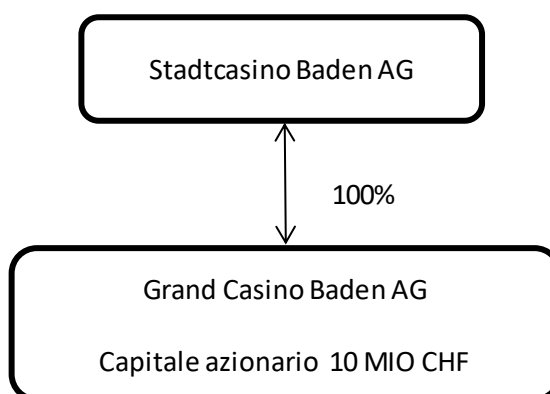 Stadtcasino Baden AG
100%
Grand Casino Baden AG
Capitale azionario 10 MIO CHF